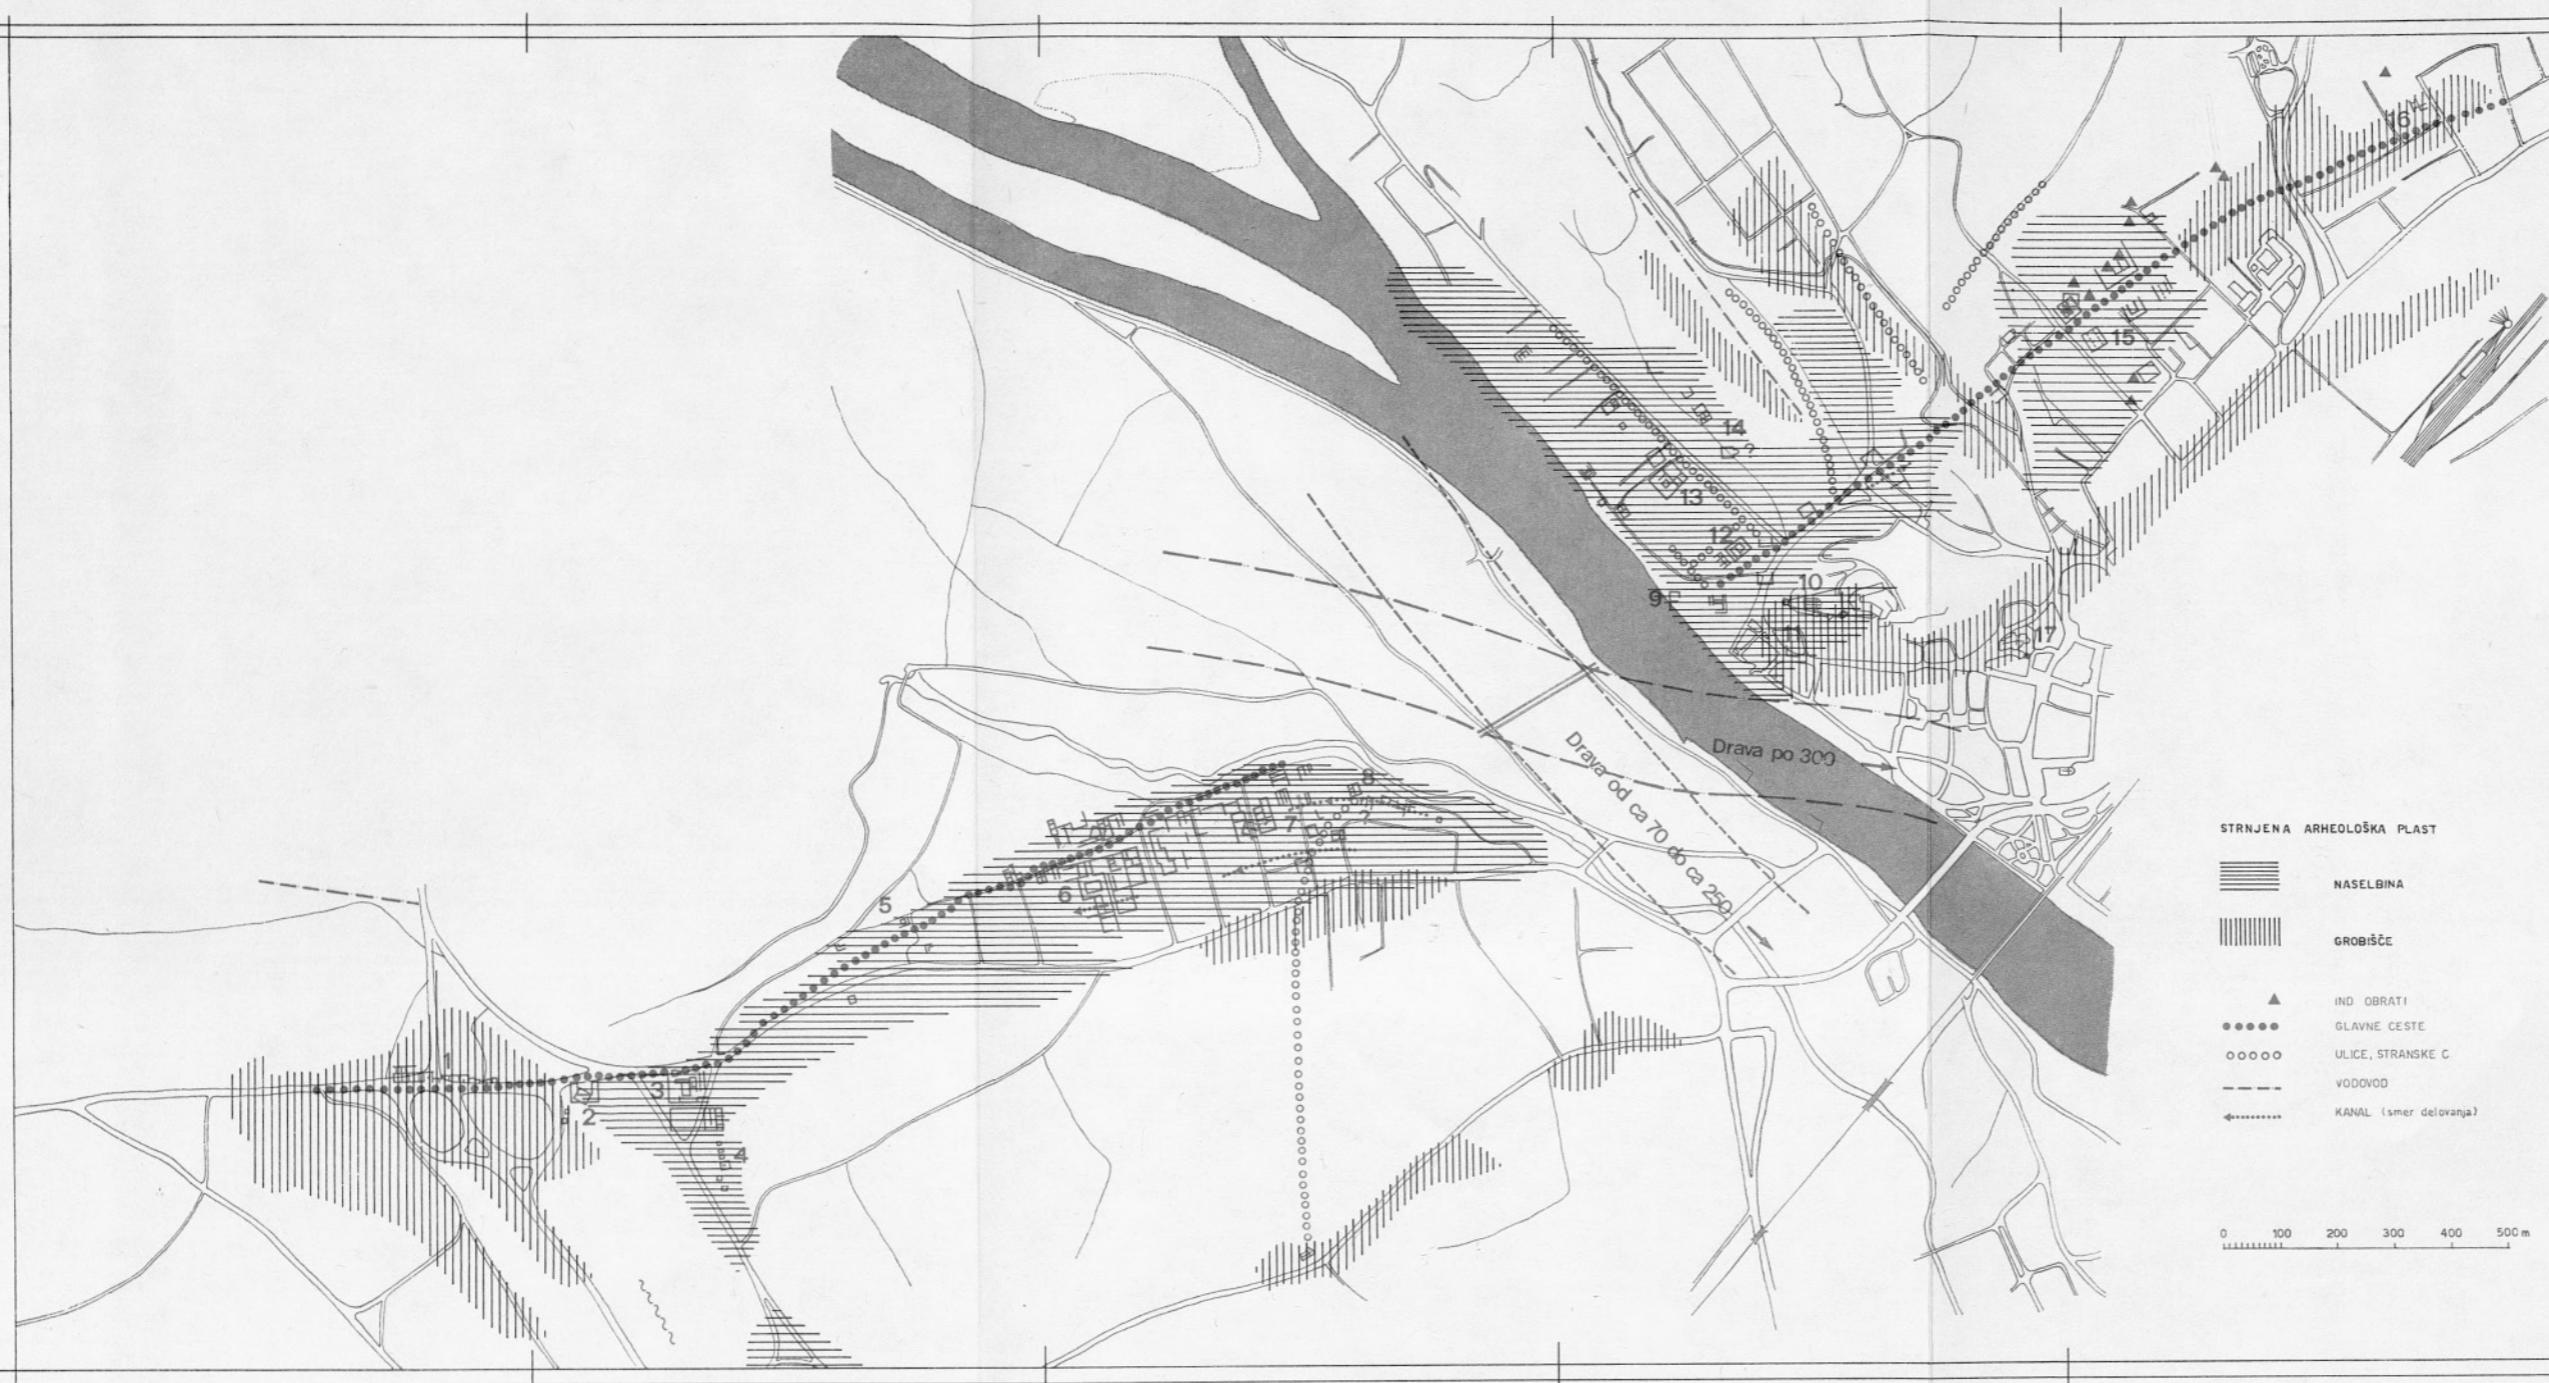 16
15
14
13
12
10
9
11
17
Drava po 300
Drava od ca 70 do ca 250
8
7
6
5
1
3
2
4
STRNJENA ARHEOLOŠKA PLAST
NASELBINA
GROBIŠČE
IND OBRATI
GLAVNE CESTE
ULICE, STRANSKE C
VODOVOD
KANAL (smer delovanja)
0 100 200 300 400 500 m